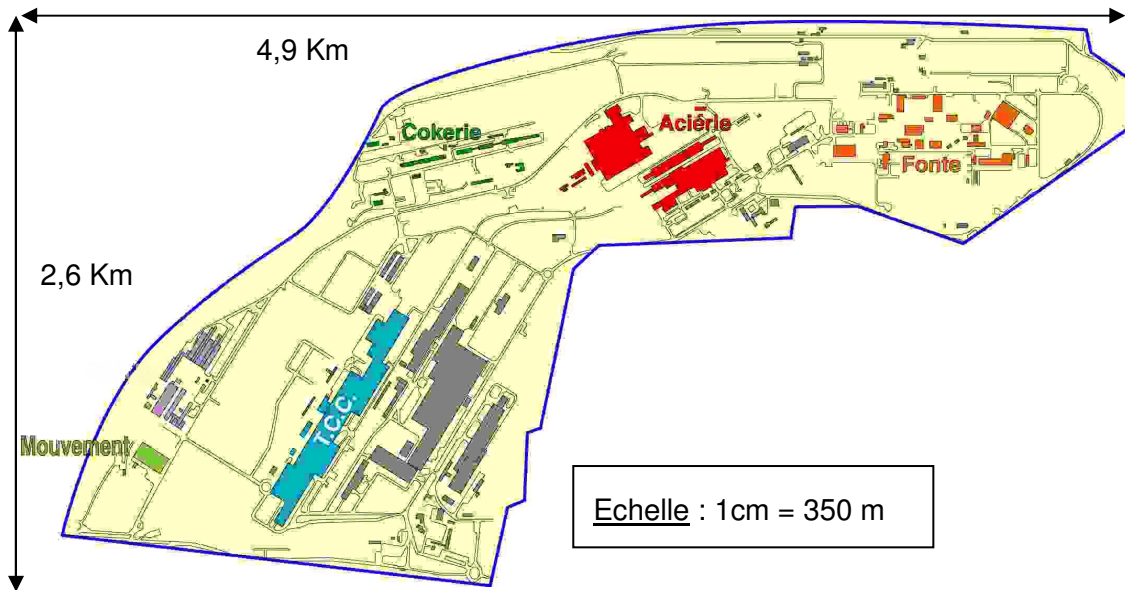 4,9 Km
Cokerie
Aciérie
Fonte
2,6 Km
T.C.C.
Mouvement
Echelle : 1cm = 350 m